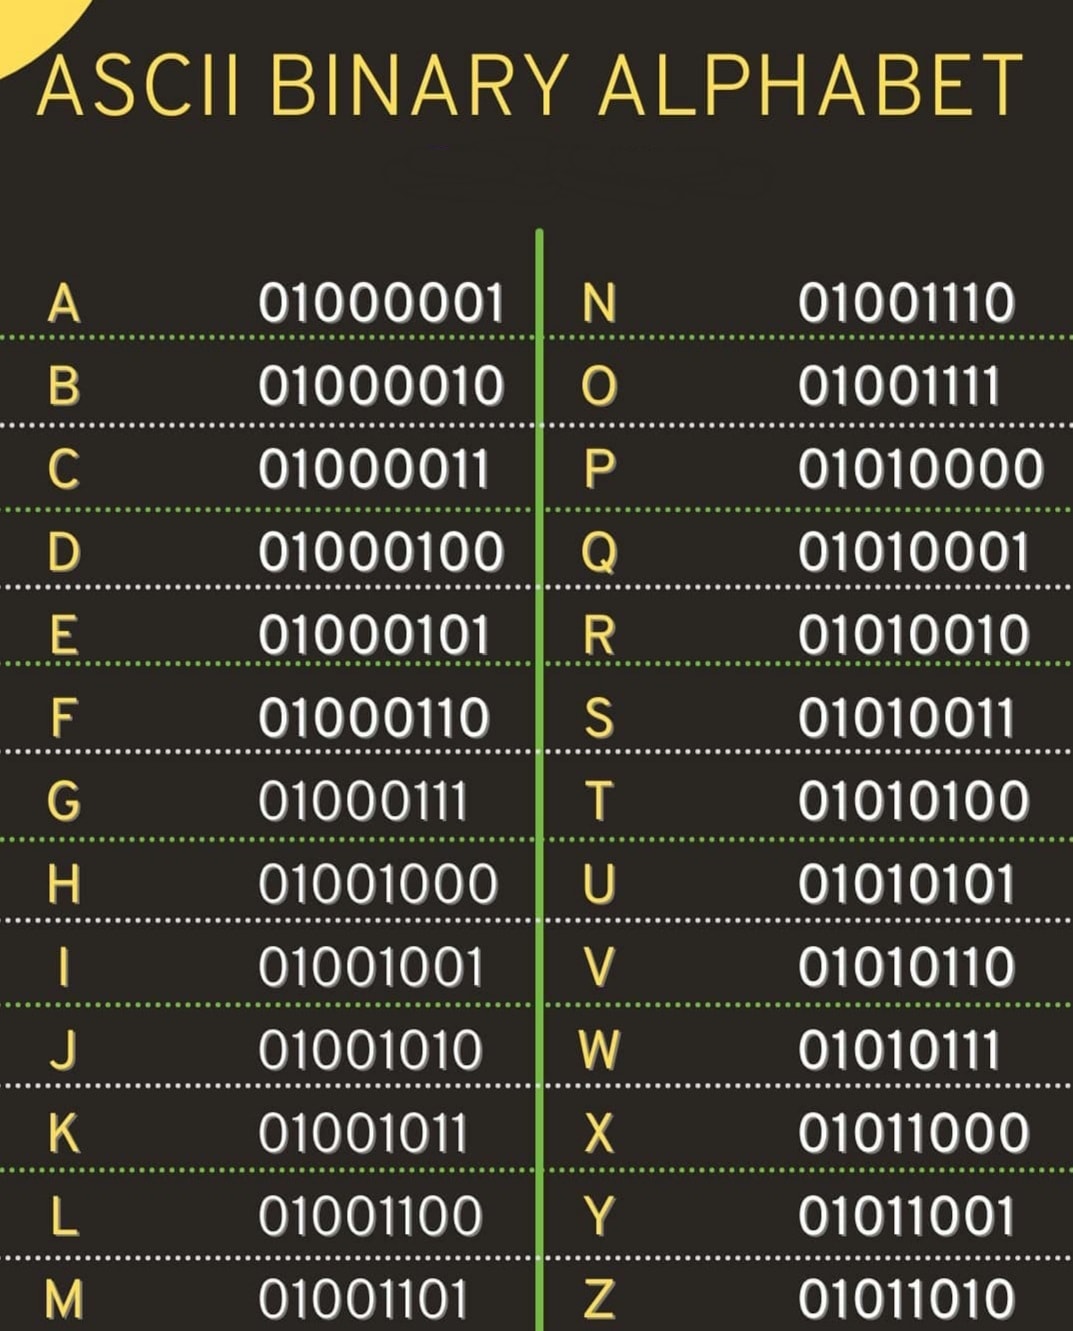 ASCII BINARY ALPHABET
A 01000001 N 01001110
B 01000010 O 01001111
C 01000011 P 01010000
D 01000100 Q 01010001
E 01000101 R 01010010
F 01000110 S 01010011
G 01000111 T 01010100
H 01001000 U 01010101
I 01001001 V 01010110
J 01001010 W 01010111
K 01001011 X 01011000
L 01001100 Y 01011001
M 01001101 Z 01011010